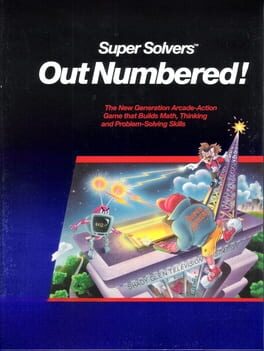 Super Solvers™
OutNumbered!
The New Generation Arcade-Action
Game that Builds Math, Thinking
and Problem-Solving Skills